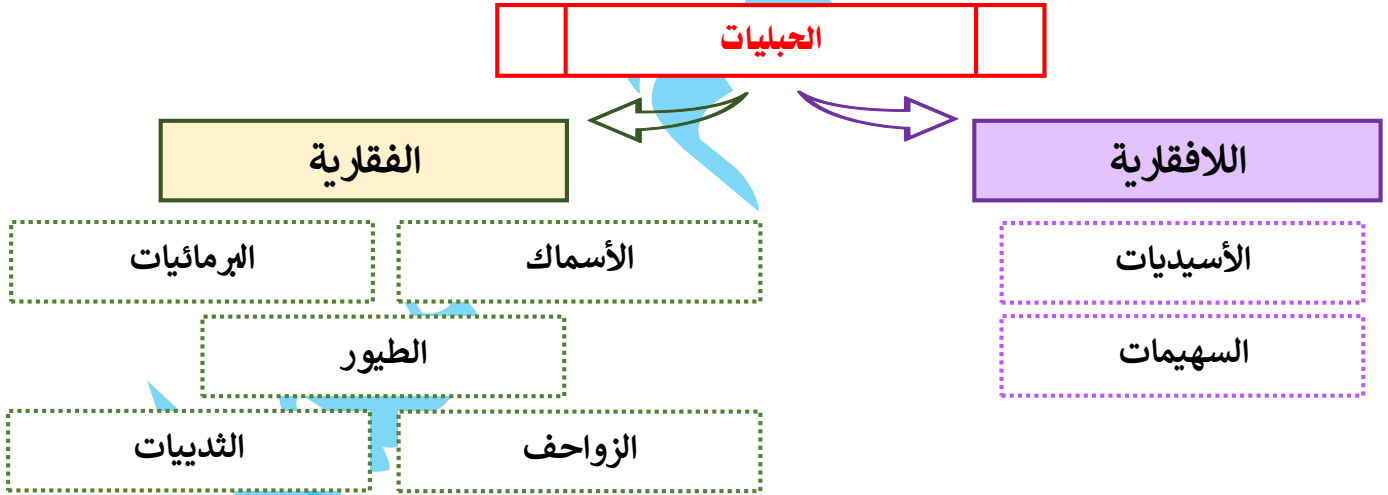 الحبليات
اللافقارية
الفقارية
الأسيديات
السهيمات
الأسماك
البرمائيات
الطيور
الزواحف
الثدييات